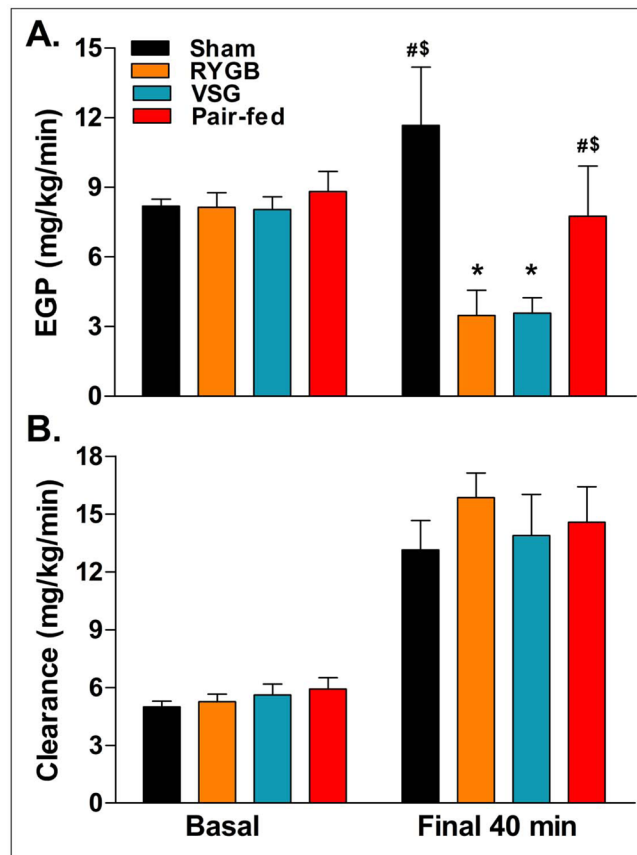 A.
Sham
RYGB
VSG
Pair-fed
EGP (mg/kg/min)
15
12
9
6
3
0
#$
*
*
#$
B.
Clearance (mg/kg/min)
18
15
12
9
6
3
0
Basal
Final 40 min